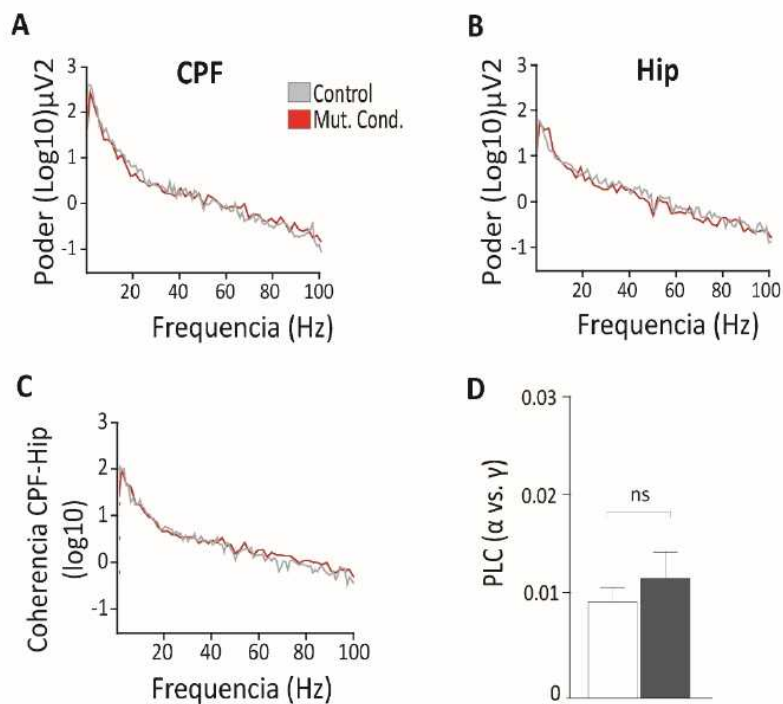 A
CPF
Poder (Log10)μV2
3
2
1
0
-1
20
40
60
80
100
Frequencia (Hz)
Control
Mut. Cond.
B
Hip
Poder (Log10)μV2
3
2
1
0
-1
20
40
60
80
100
Frequencia (Hz)
C
Coherencia CPF-Hip
(log10)
3
2
1
0
-1
20
40
60
80
100
Frequencia (Hz)
D
PLC (α vs. γ)
0.03
0.02
0.01
0
ns